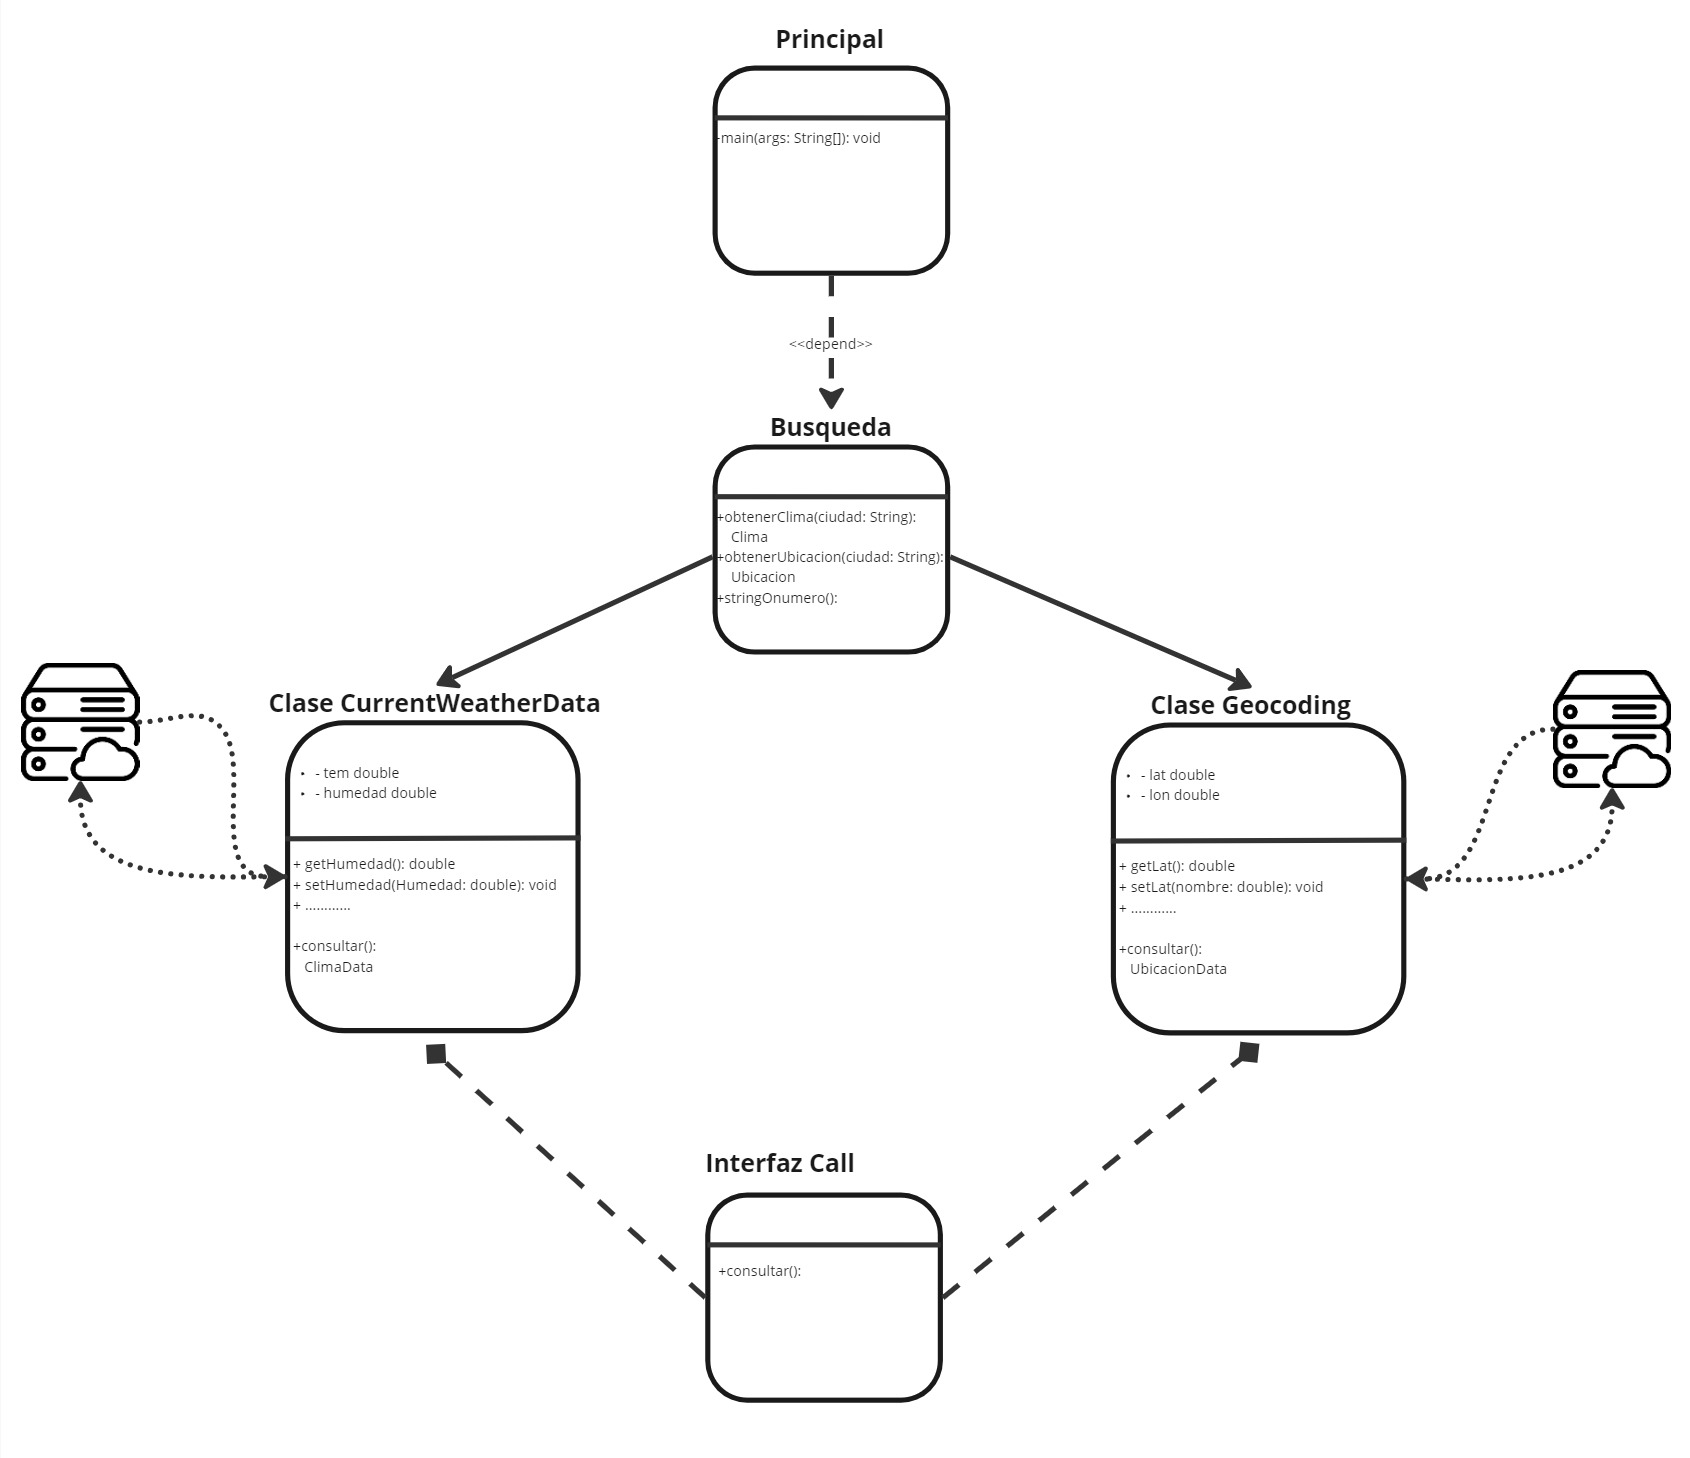 Principal
-main(args: String[]): void
<<depend>>
Busqueda
+obtenerClima(ciudad: String):
Clima
+obtenerUbicacion(ciudad: String):
Ubicacion
+stringOnumero():
Clase CurrentWeatherData
• - tem double
• - humedad double
+ getHumedad(): double
+ setHumedad(Humedad: double): void
+ ............
+consultar():
ClimaData
Clase Geocoding
• - lat double
• - lon double
+ getLat(): double
+ setLat(nombre: double): void
+ ............
+consultar():
UbicacionData
Interfaz Call
+consultar():